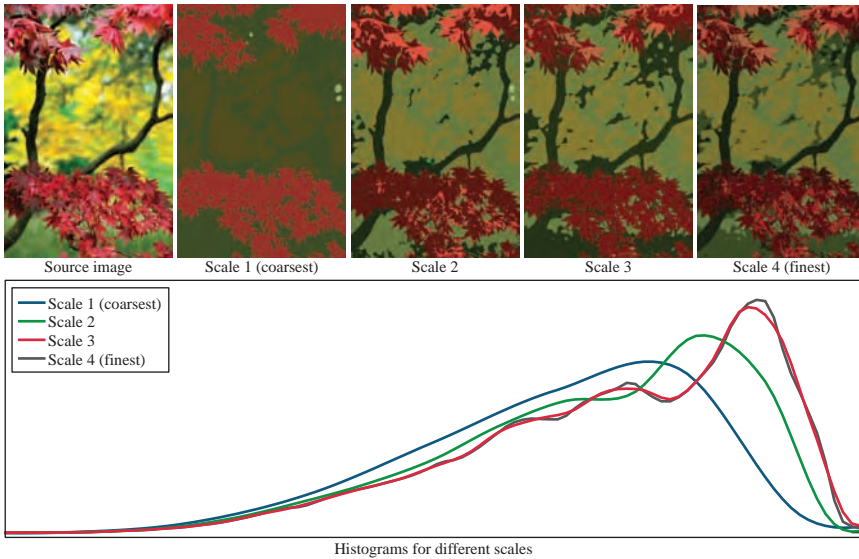 Source image
Scale 1 (coarsest)
Scale 2
Scale 3
Scale 4 (finest)
Scale 1 (coarsest)
Scale 2
Scale 3
Scale 4 (finest)
Histograms for different scales